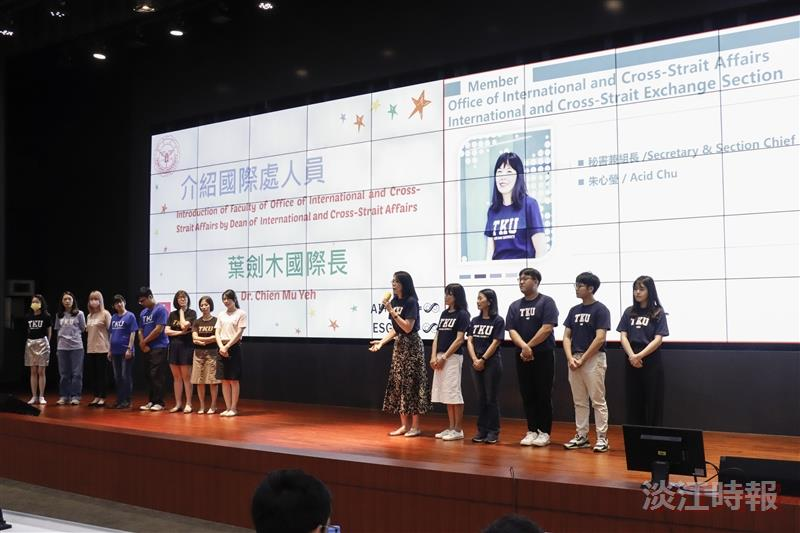 介紹國際處人員
Introduction of Faculty of Office of International and Cross-
Strait Affairs by Dean of International and Cross-Strait Affairs
葉劍木國際長
Dr. Chien Mu Yeh
ESG
Member
Office of International and Cross-Strait Affairs
International and Cross-Strait Exchange Section
秘書兼組長 /Secretary & Section Chief
朱心瑩 / Acid Chu
TKU
TKU
TKU
TKU
TKU
TKU
TKU
TKU
淡江時報